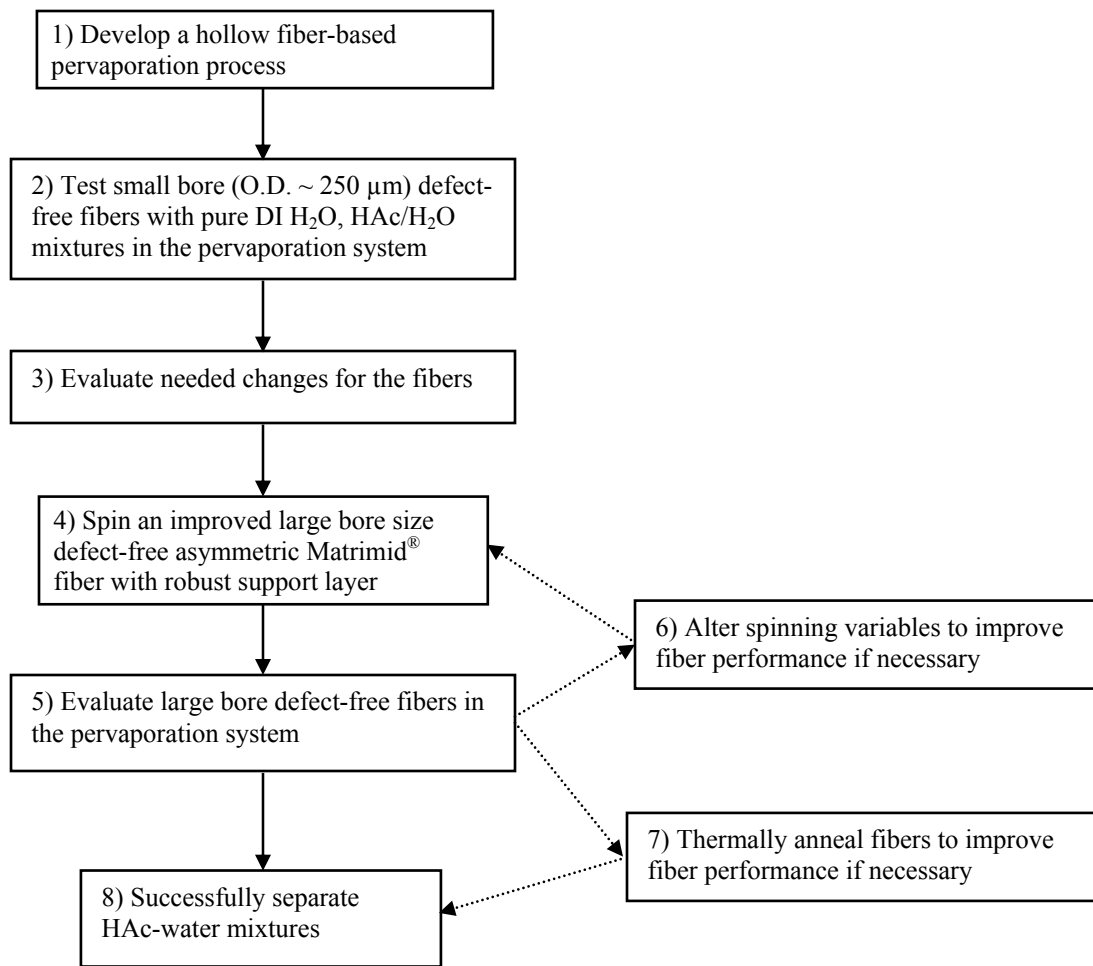 1) Develop a hollow fiber-based
pervaporation process
2) Test small bore (O.D. ~ 250 µm) defect-
free fibers with pure DI H₂O, HAc/H₂O
mixtures in the pervaporation system
3) Evaluate needed changes for the fibers
4) Spin an improved large bore size
defect-free asymmetric Matrimid®
fiber with robust support layer
5) Evaluate large bore defect-free fibers in
the pervaporation system
6) Alter spinning variables to improve
fiber performance if necessary
7) Thermally anneal fibers to improve
fiber performance if necessary
8) Successfully separate
HAc-water mixtures